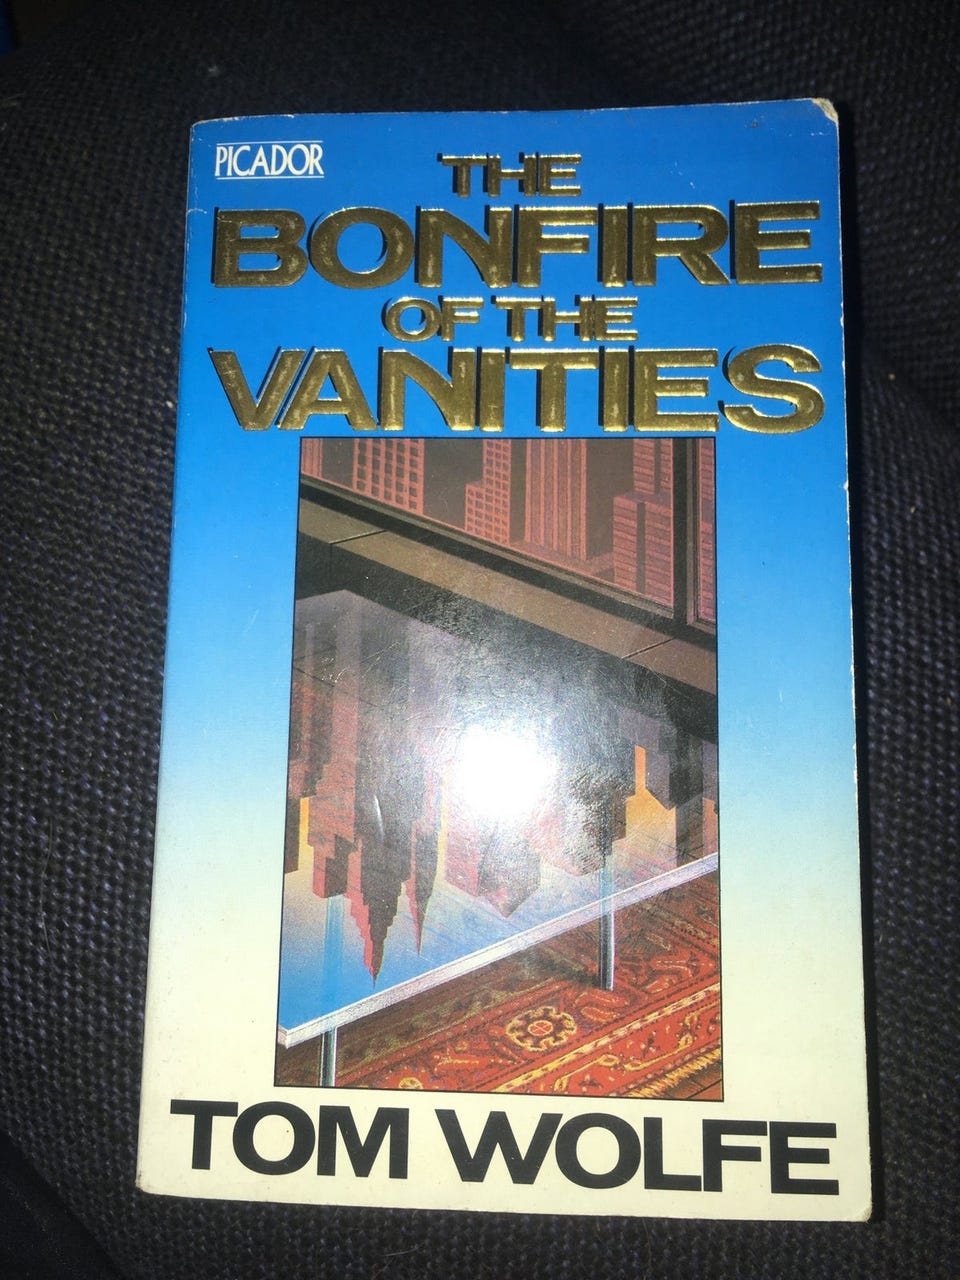 PICADOR
THE
BONFIRE
OF THE
VANITIES
TOM WOLFE